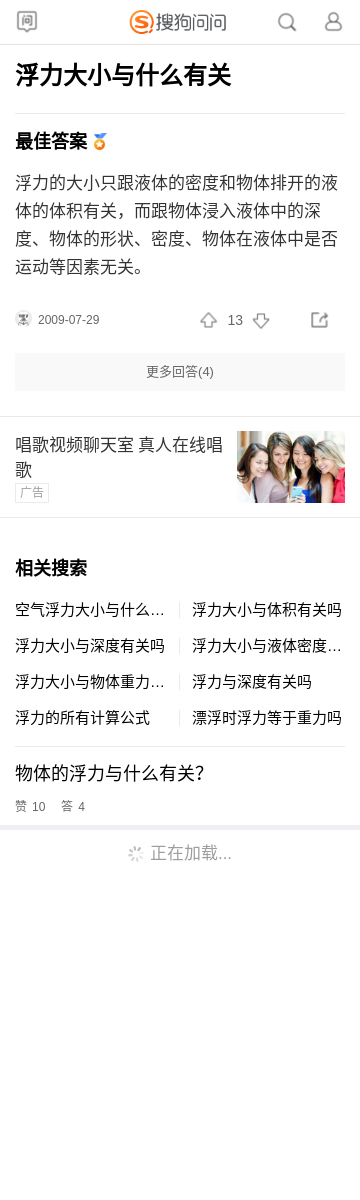 问
搜狗问问
浮力大小与什么有关
最佳答案
浮力的大小只跟液体的密度和物体排开的液
体的体积有关，而跟物体浸入液体中的深
度、物体的形状、密度、物体在液体中是否
运动等因素无关。
2009-07-29
13
更多回答(4)
唱歌视频聊天室 真人在线唱
歌
广告
相关搜索
空气浮力大小与什么…
浮力大小与体积有关吗
浮力大小与深度有关吗
浮力大小与液体密度…
浮力大小与物体重力…
浮力与深度有关吗
浮力的所有计算公式
漂浮时浮力等于重力吗
物体的浮力与什么有关?
赞 10 答 4
正在加载...